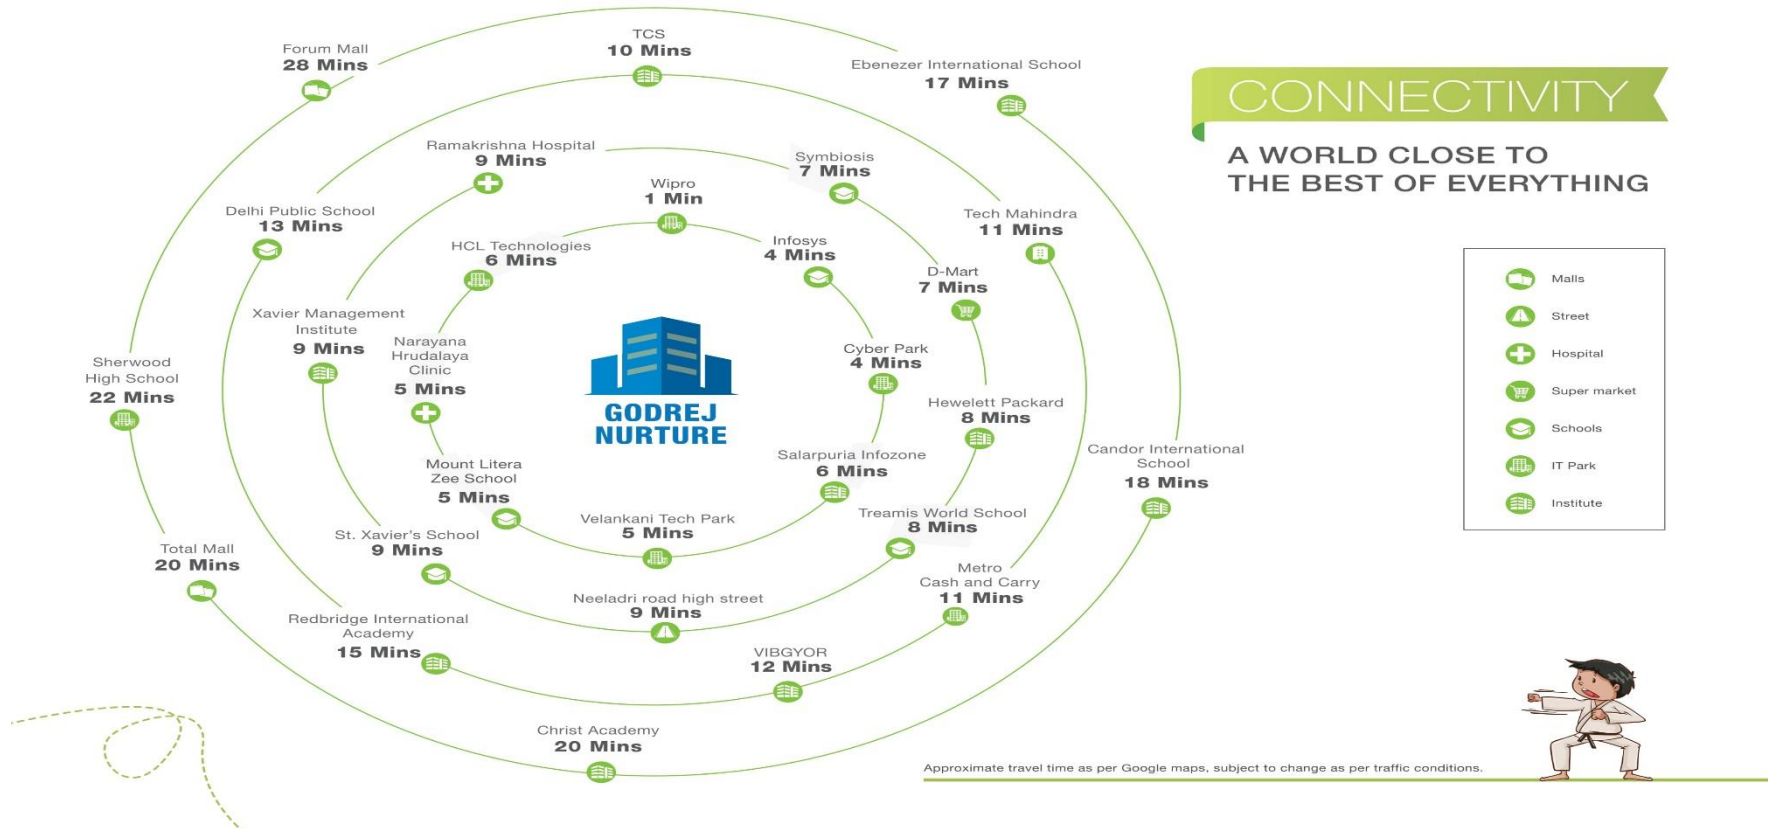 Forum Mall
28 Mins
TCS
10 Mins
Ebenezer International School
17 Mins
CONNECTIVITY
A WORLD CLOSE TO
THE BEST OF EVERYTHING
Ramakrishna Hospital
9 Mins
Symbiosis
7 Mins
Wipro
1 Min
Delhi Public School
13 Mins
Tech Mahindra
11 Mins
HCL Technologies
6 Mins
Infosys
4 Mins
D-Mart
7 Mins
Xavier Management
Institute
9 Mins
Narayana
Hrudalaya
Clinic
5 Mins
Cyber Park
4 Mins
Sherwood
High School
22 Mins
GODREJ
NURTURE
Hewelett Packard
8 Mins
Candor International
School
18 Mins
Mount Litera
Zee School
5 Mins
Salarpuria Infozone
6 Mins
Velankani Tech Park
5 Mins
Treamis World School
8 Mins
St. Xavier's School
9 Mins
Total Mall
20 Mins
Metro
Cash and Carry
11 Mins
Neeladri road high street
9 Mins
Redbridge International
Academy
15 Mins
VIBGYOR
12 Mins
Christ Academy
20 Mins
Malls
Street
Hospital
Super market
Schools
IT Park
Institute
Approximate travel time as per Google maps, subject to change as per traffic conditions.